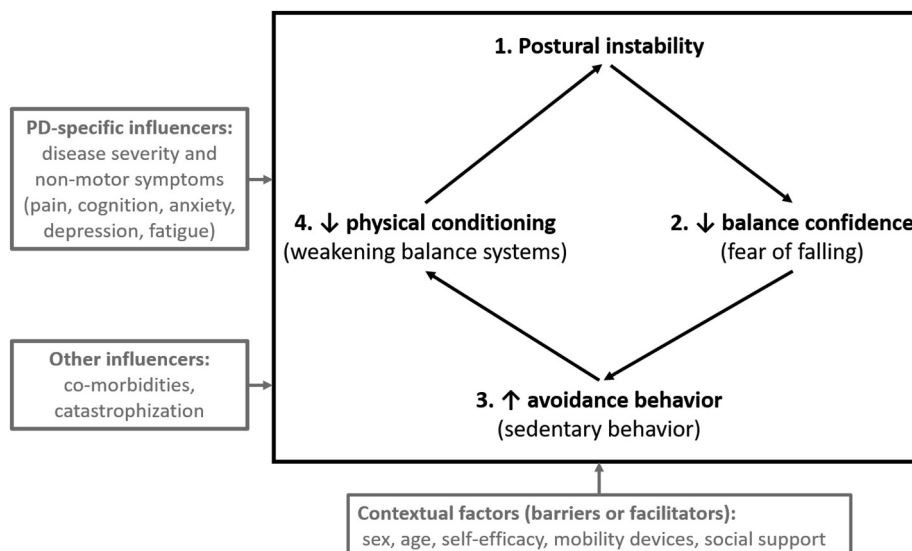 1. Postural instability
PD-specific influencers:
disease severity and
non-motor symptoms
(pain, cognition, anxiety,
depression, fatigue)
4. ↓ physical conditioning
(weakening balance systems)
2. ↓ balance confidence
(fear of falling)
Other influencers:
co-morbidities,
catastrophization
3. ↑ avoidance behavior
(sedentary behavior)
Contextual factors (barriers or facilitators):
sex, age, self-efficacy, mobility devices, social support